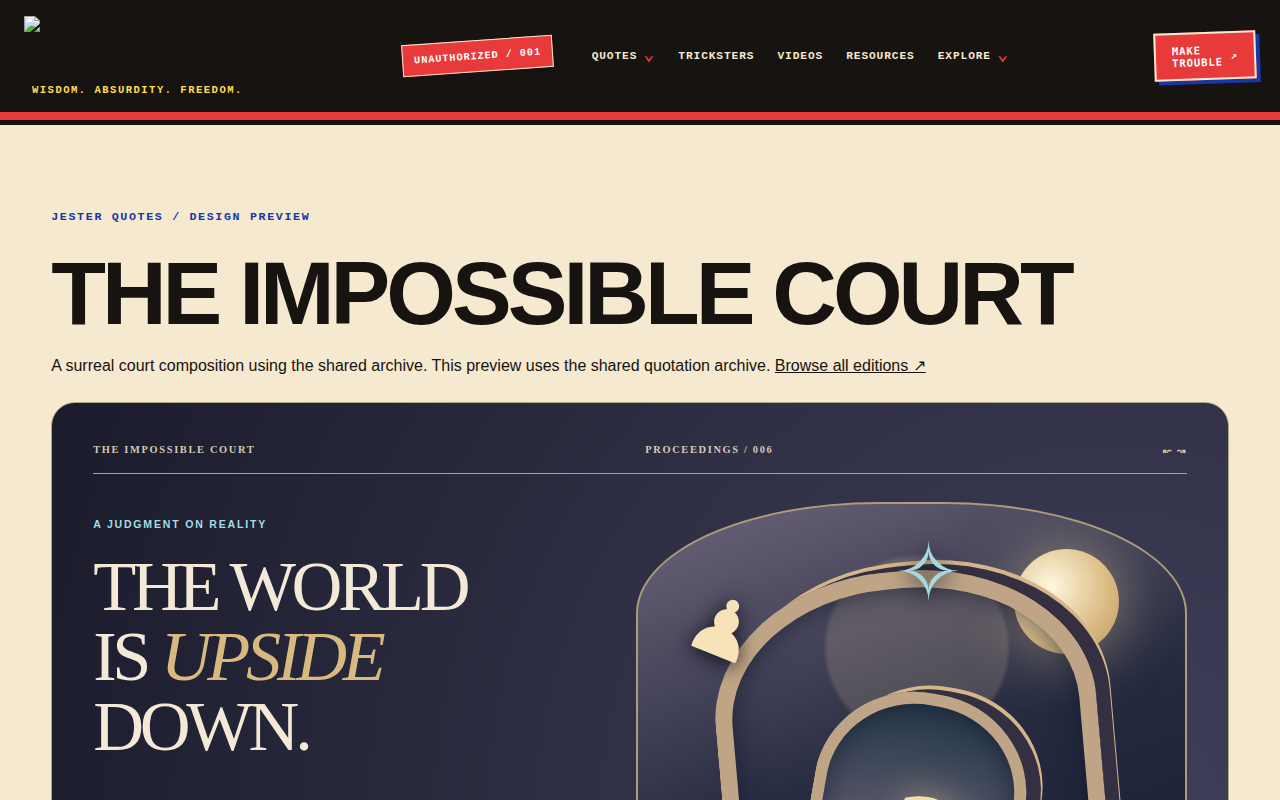 WISDOM. ABSURDITY. FREEDOM.
UNAUTHORIZED / 001
QUOTES
TRICKSTERS
VIDEOS
RESOURCES
EXPLORE
MAKE
TROUBLE ↗
JESTER QUOTES / DESIGN PREVIEW
THE IMPOSSIBLE COURT
A surreal court composition using the shared archive. This preview uses the shared quotation archive. Browse all editions ↗
THE IMPOSSIBLE COURT
PROCEEDINGS / 006
↜ ↝
A JUDGMENT ON REALITY
THE WORLD
IS UPSIDE
DOWN.